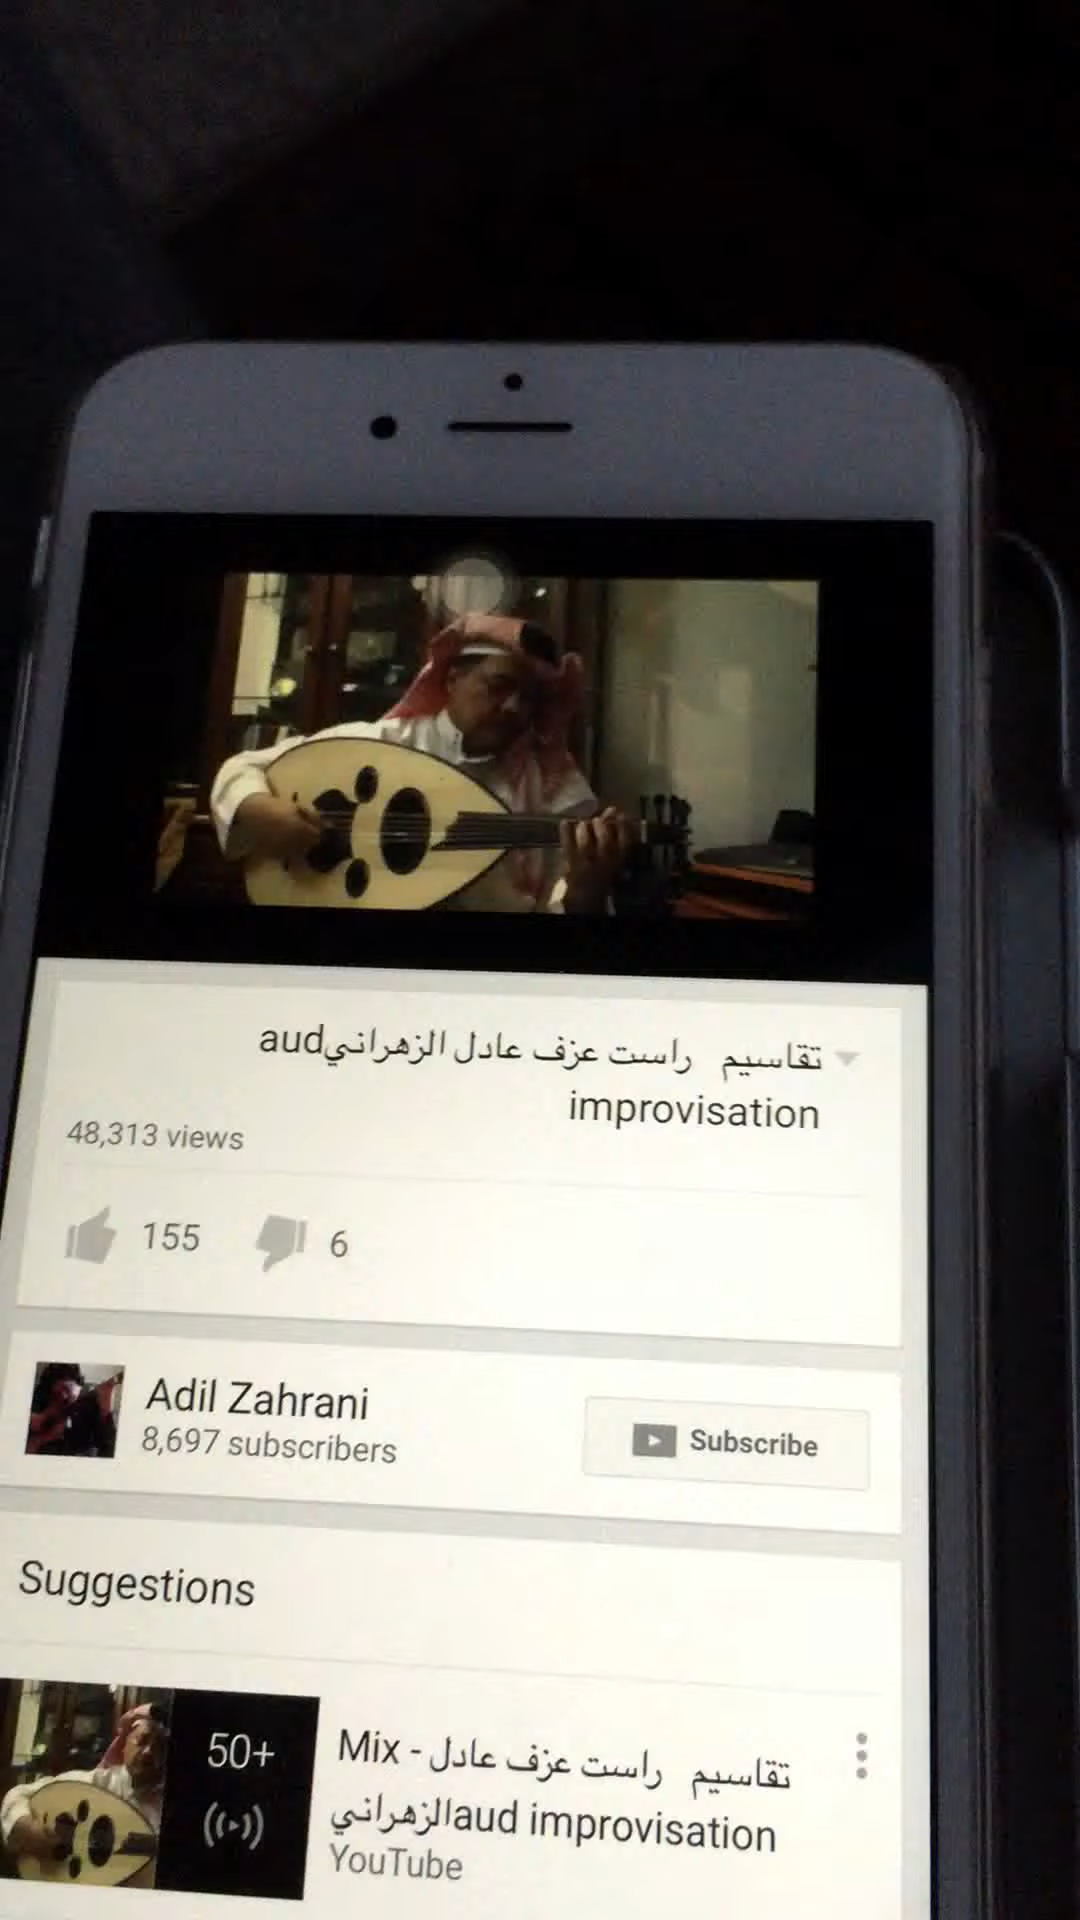 تقاسيم راست عزف عادل الزهرانيaud
improvisation
48,313 views
155
6
Adil Zahrani
8,697 subscribers
Subscribe
Suggestions
50+
Mix - تقاسيم راست عزف عادل
الزهرانيaud improvisation
YouTube